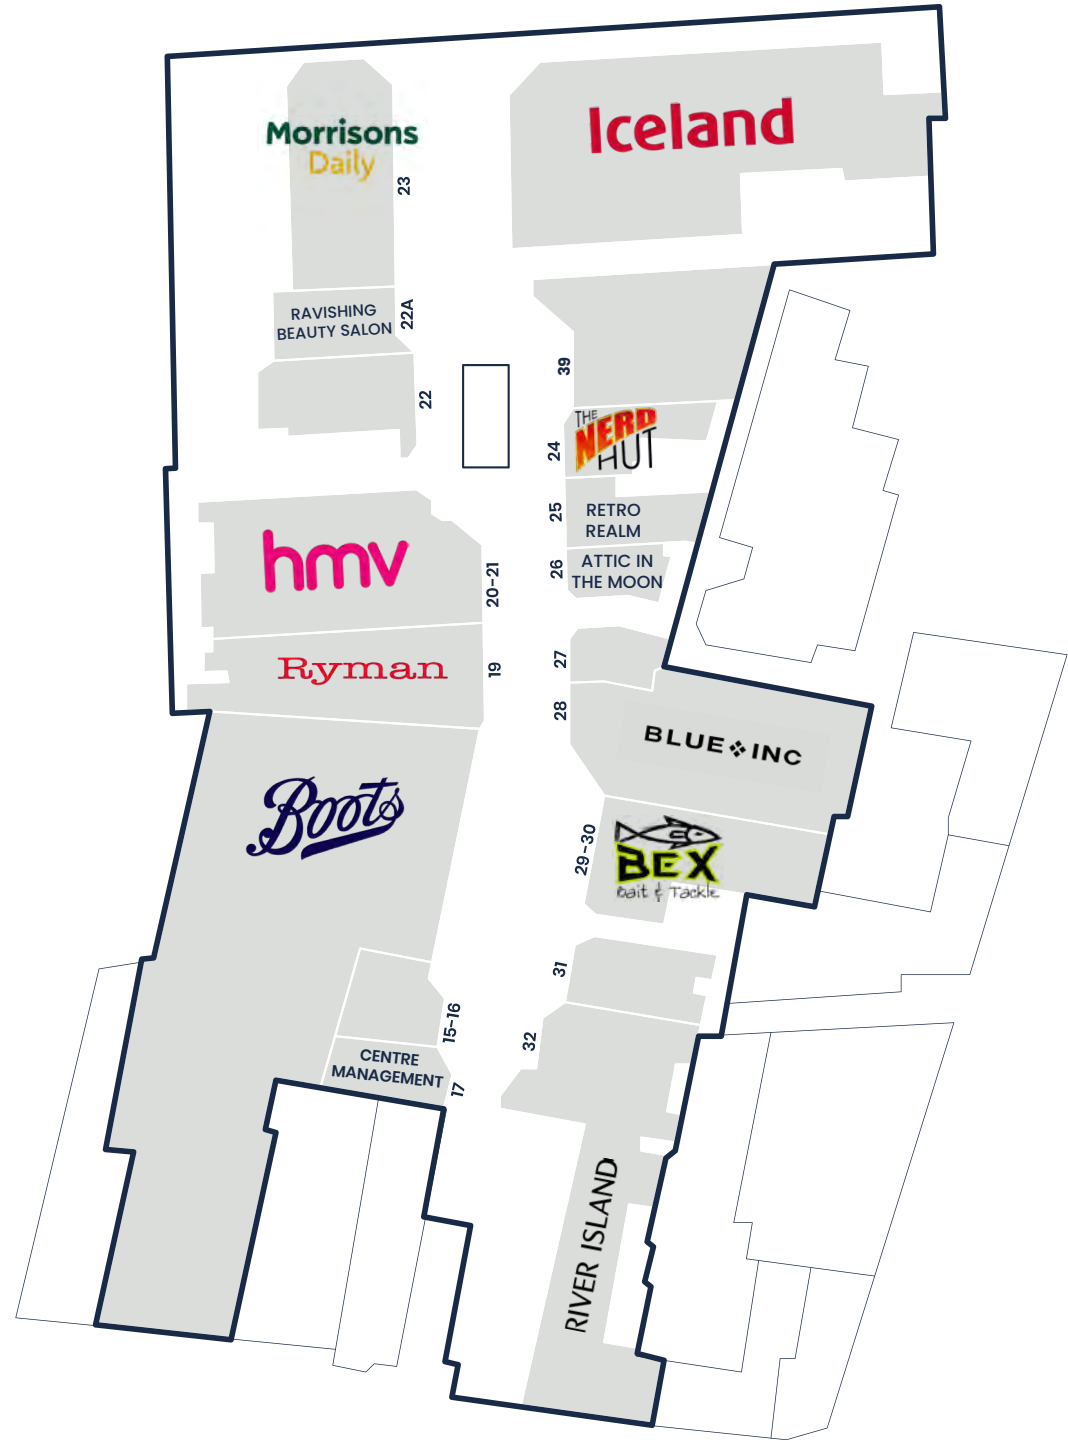 Iceland
Morrisons
Daily
23
RAVISHING
BEAUTY SALON
22A
39
22
THE
NERD
HUT
24
25
RETRO
REALM
hmv
20-21
26
ATTIC IN
THE MOON
Ryman
19
27
28
BLUE INC
Boots
29-30
BEX
Bait & Tackle
31
15-16
32
CENTRE
MANAGEMENT
17
RIVER ISLAND